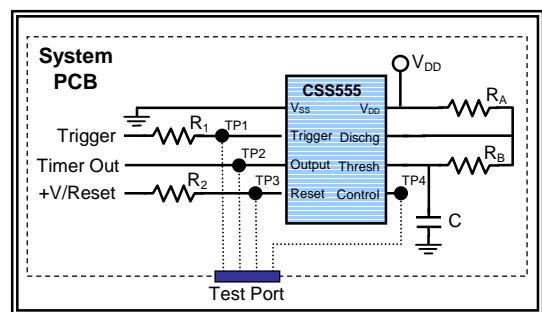 System
PCB
VDD
CSS555
VSS VDD
RA
Trigger R1 TP1 Trigger Dischg
Timer Out TP2 Output Thresh RB
+V/Reset R2 TP3 Reset Control TP4
C
Test Port